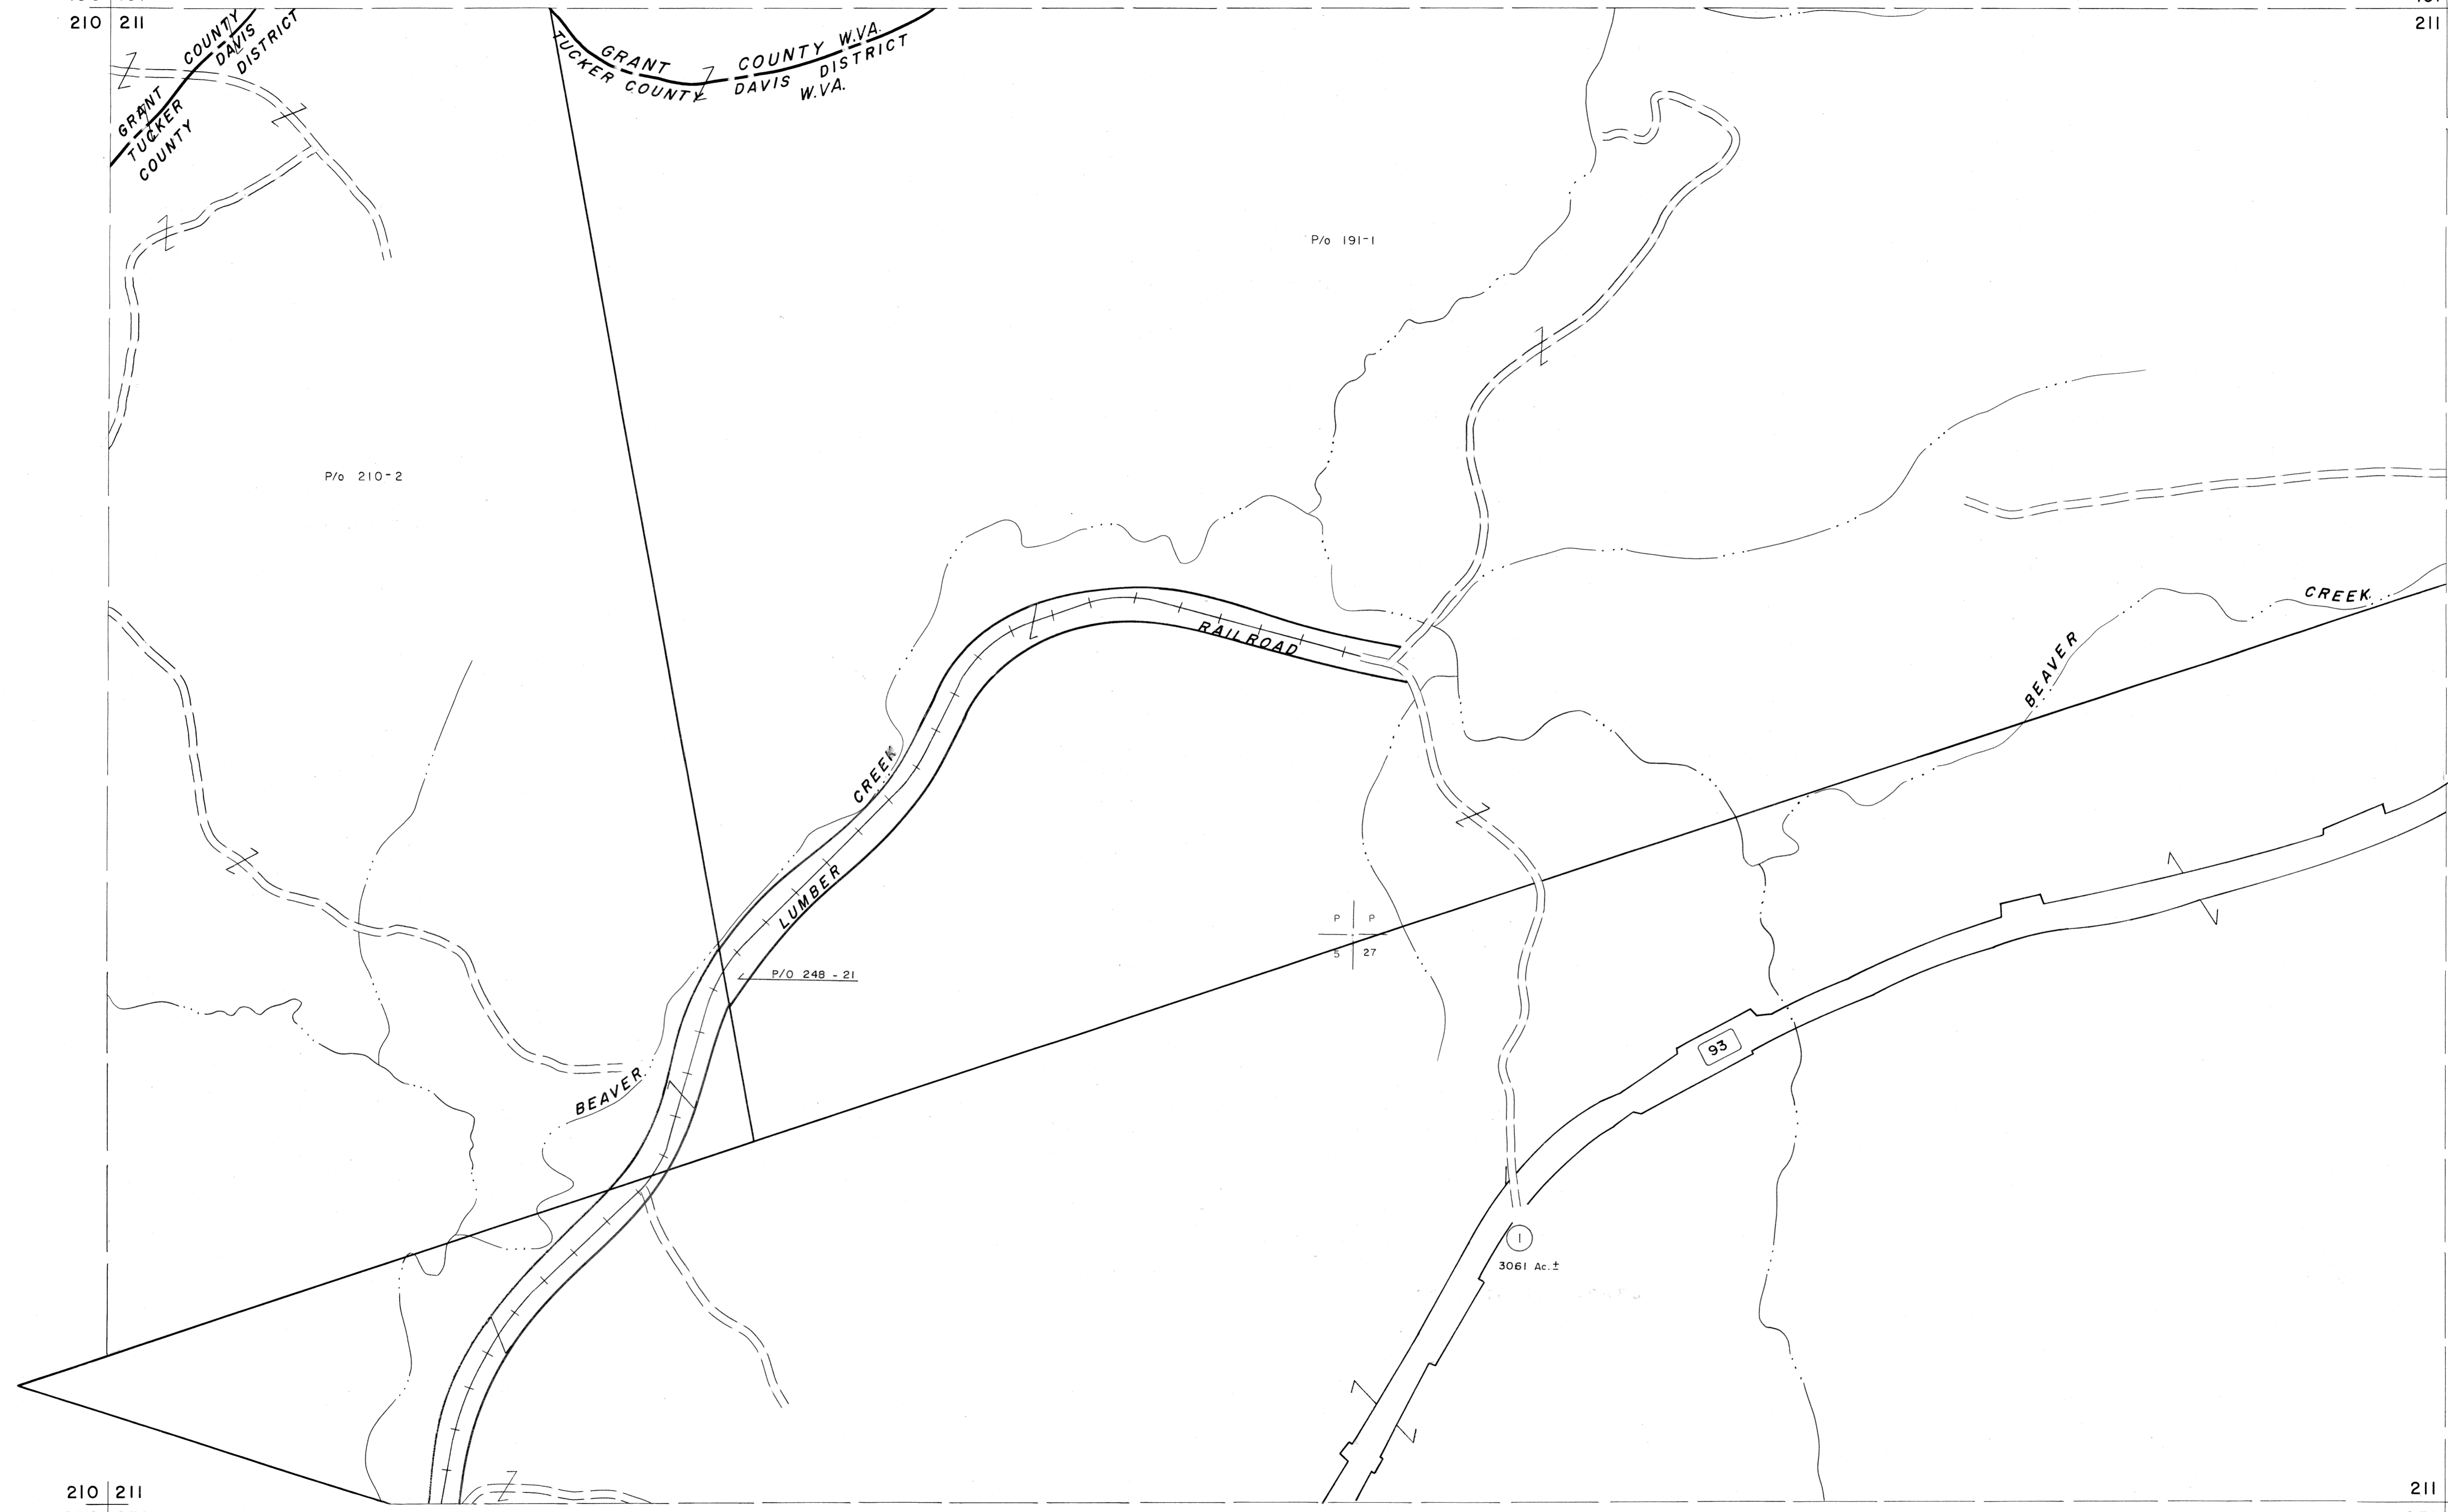 210 211
211
COUNTY
DAVIS
DISTRICT
GRANT
TUCKER
COUNTY
GRANT COUNTY W.VA.
TUCKER COUNTY DAVIS DISTRICT
W.VA.
P/o 191-1
P/o 210-2
CREEK
BEAVER
RAILROAD
CREEK
LUMBER
P P
5 27
P/O 248 - 21
93
BEAVER
1
3061 Ac.±
210 211
211